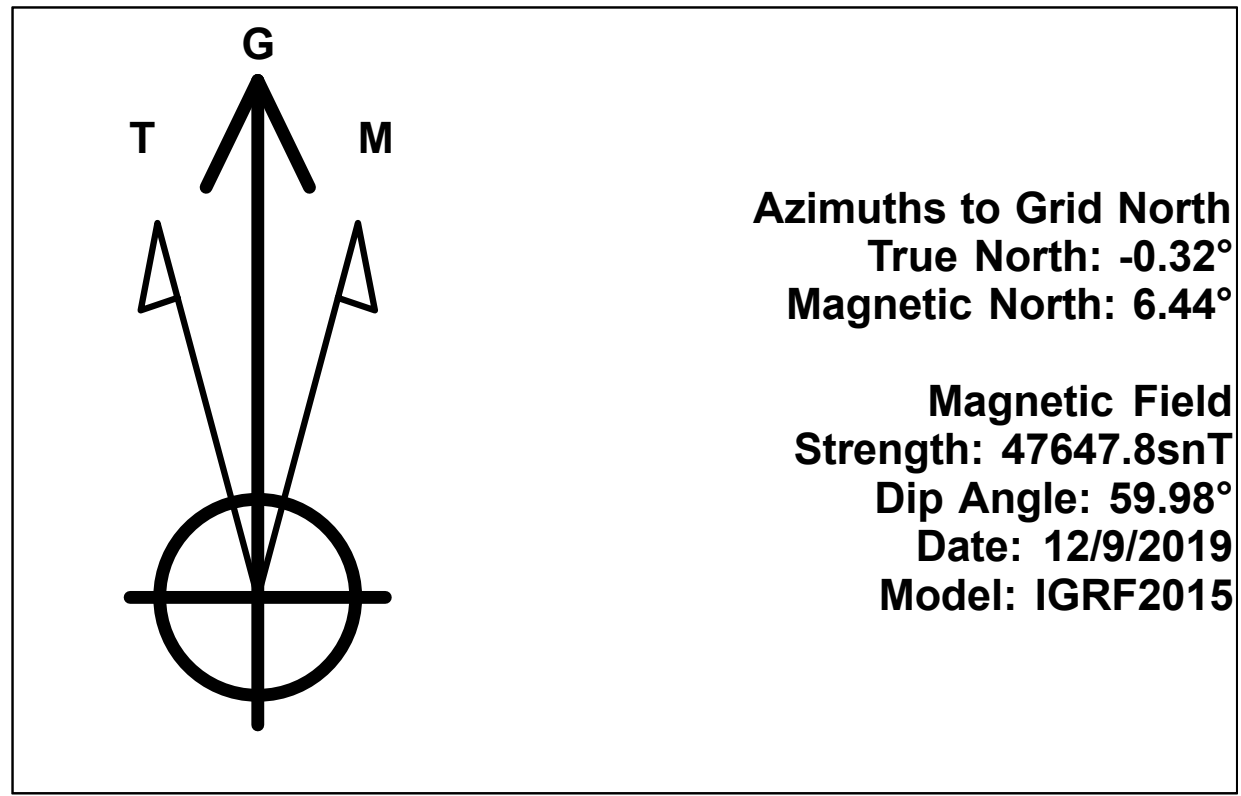 G
T
M
Azimuths to Grid North
True North: -0.32°
Magnetic North: 6.44°
Magnetic Field
Strength: 47647.8snT
Dip Angle: 59.98°
Date: 12/9/2019
Model: IGRF2015